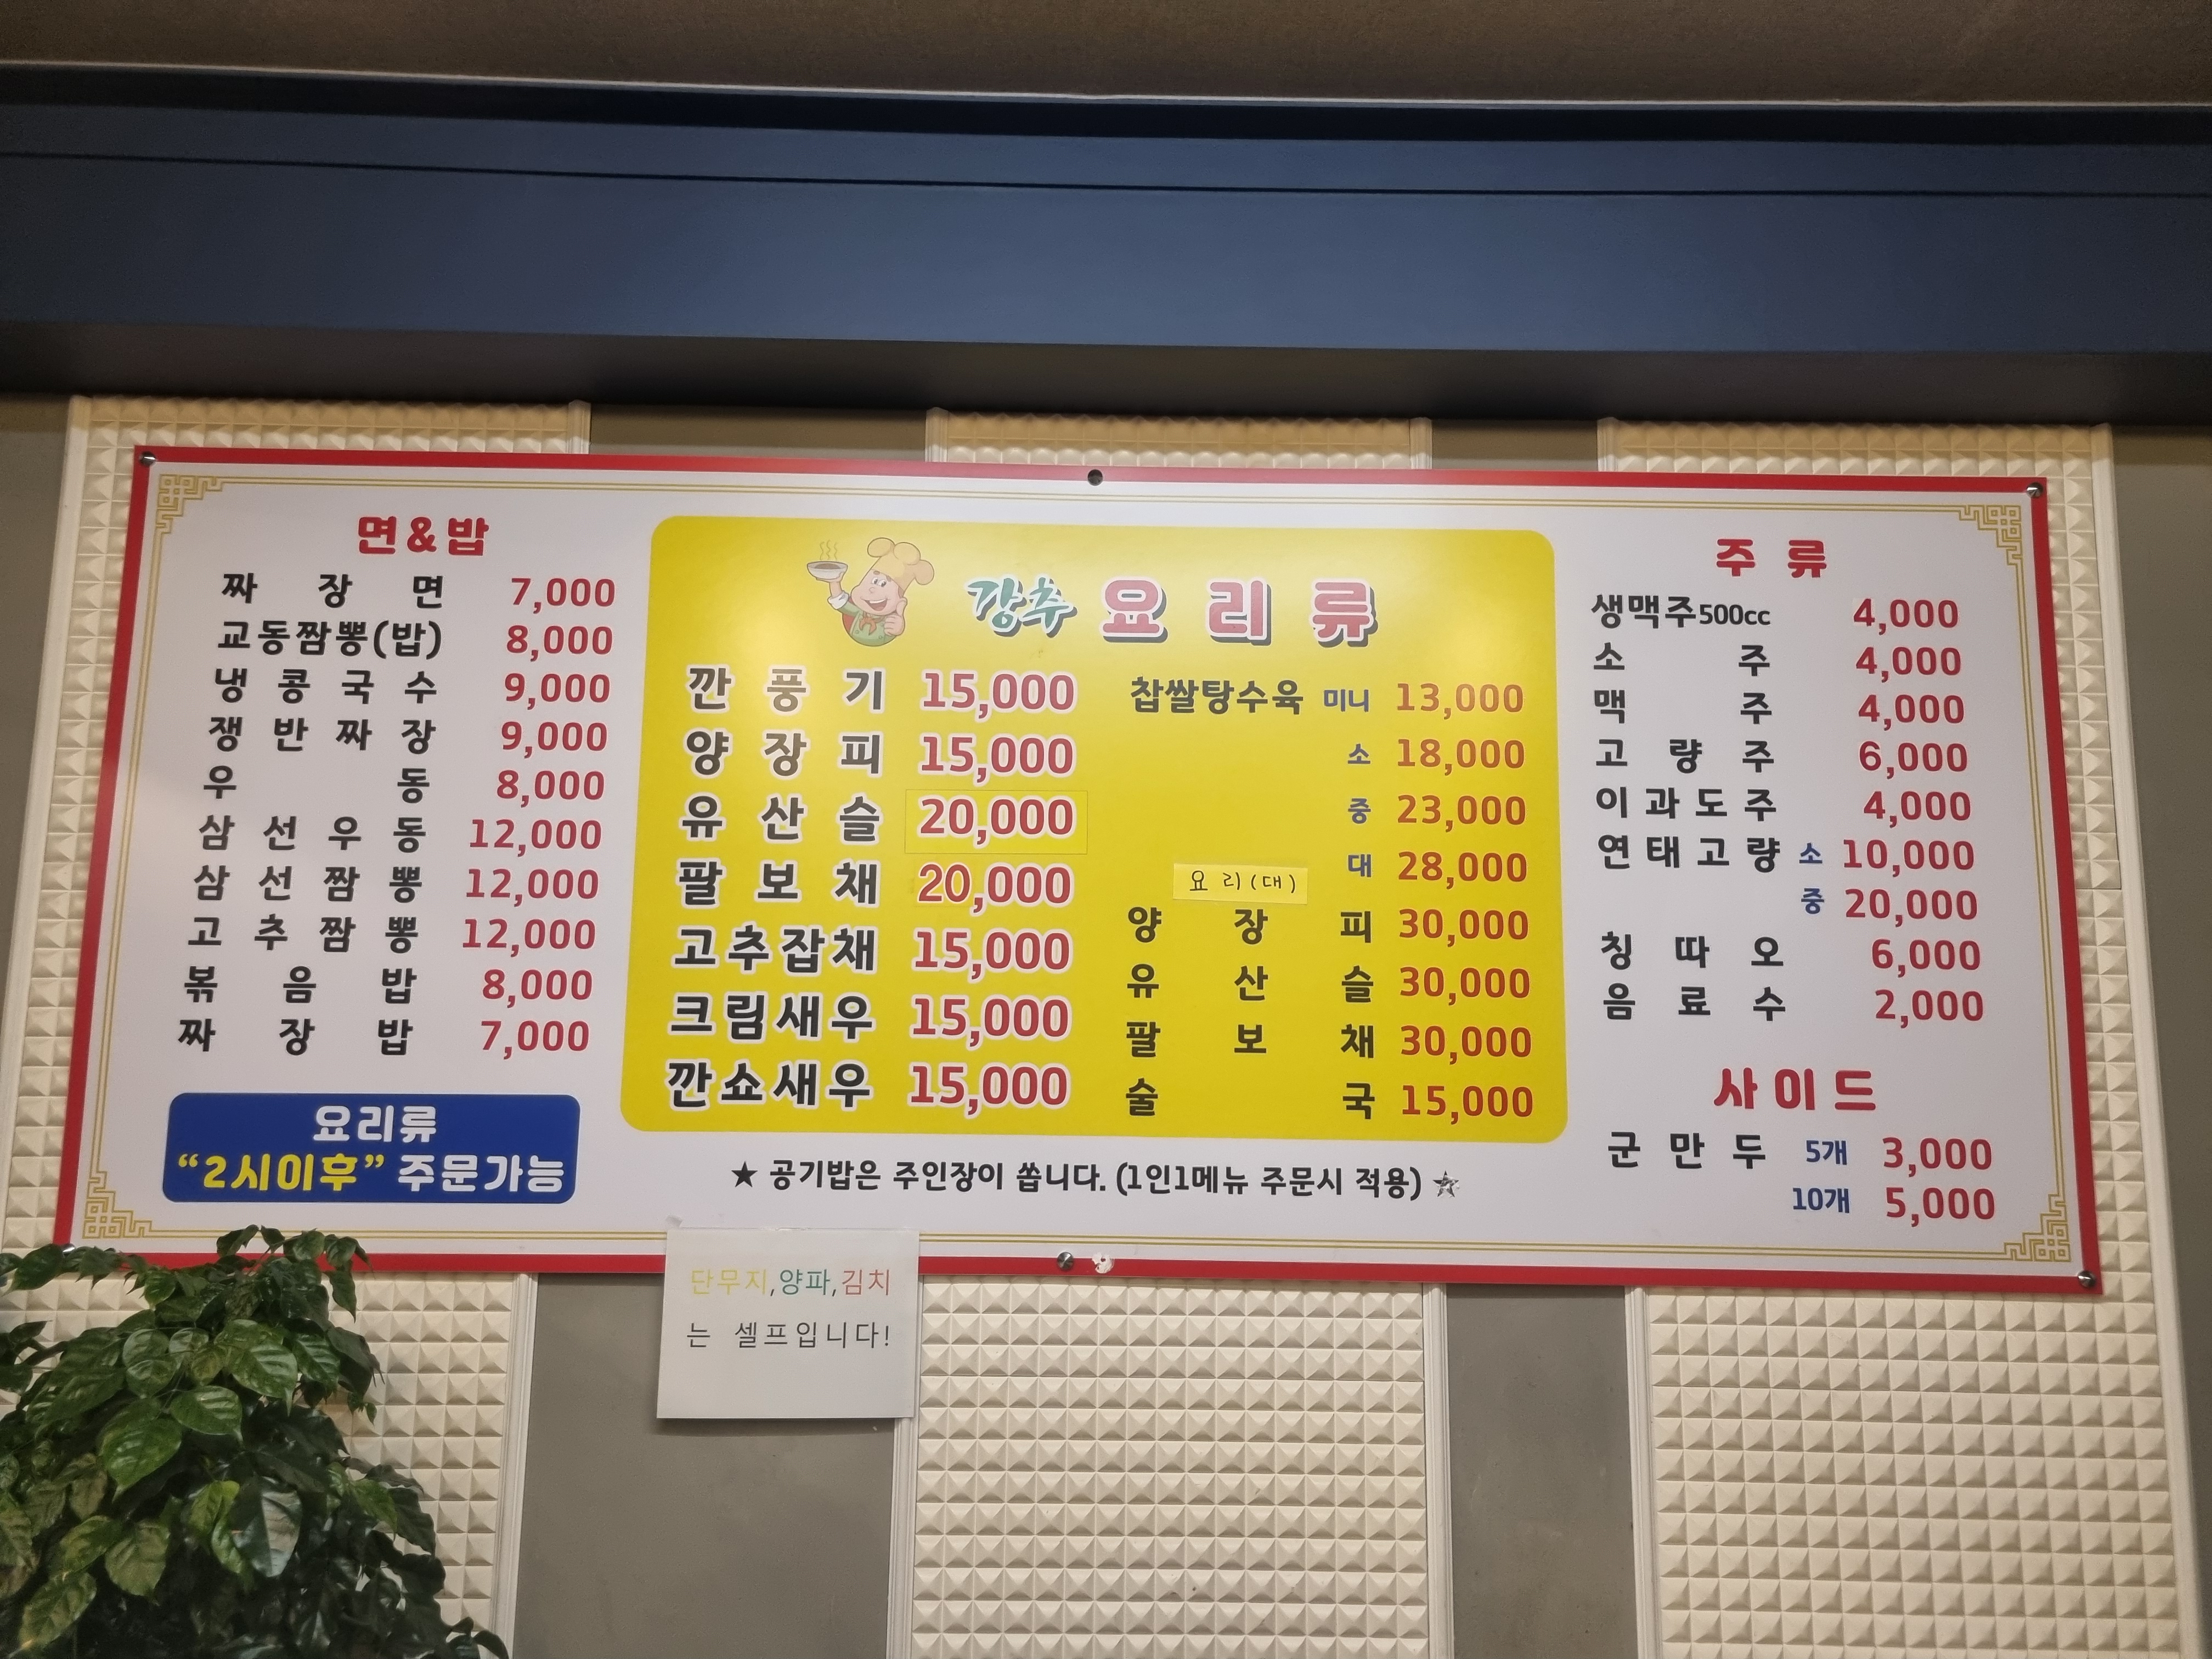 면&밥
짜장면 7,000
교동짬뽕(밥) 8,000
냉콩국수 9,000
쟁반짜장 9,000
우동 8,000
삼선우동 12,000
삼선짬뽕 12,000
고추짬뽕 12,000
볶음밥 8,000
짜장밥 7,000
요리류
“2시이후” 주문가능
강추 요리류
깐풍기 15,000
양장피 15,000
유산슬 20,000
팔보채 20,000
고추잡채 15,000
크림새우 15,000
깐쇼새우 15,000
찹쌀탕수육 미니 13,000
소 18,000
중 23,000
대 28,000
요리(대)
양장피 30,000
유산슬 30,000
팔보채 30,000
술국 15,000
★ 공기밥은 주인장이 쏩니다. (1인1메뉴 주문시 적용) ★
주류
생맥주500cc 4,000
소주 4,000
맥주 4,000
고량주 6,000
이과도주 4,000
연태고량 소 10,000
중 20,000
칭따오 6,000
음료수 2,000
사이드
군만두 5개 3,000
10개 5,000
단무지,양파,김치
는 셀프입니다!